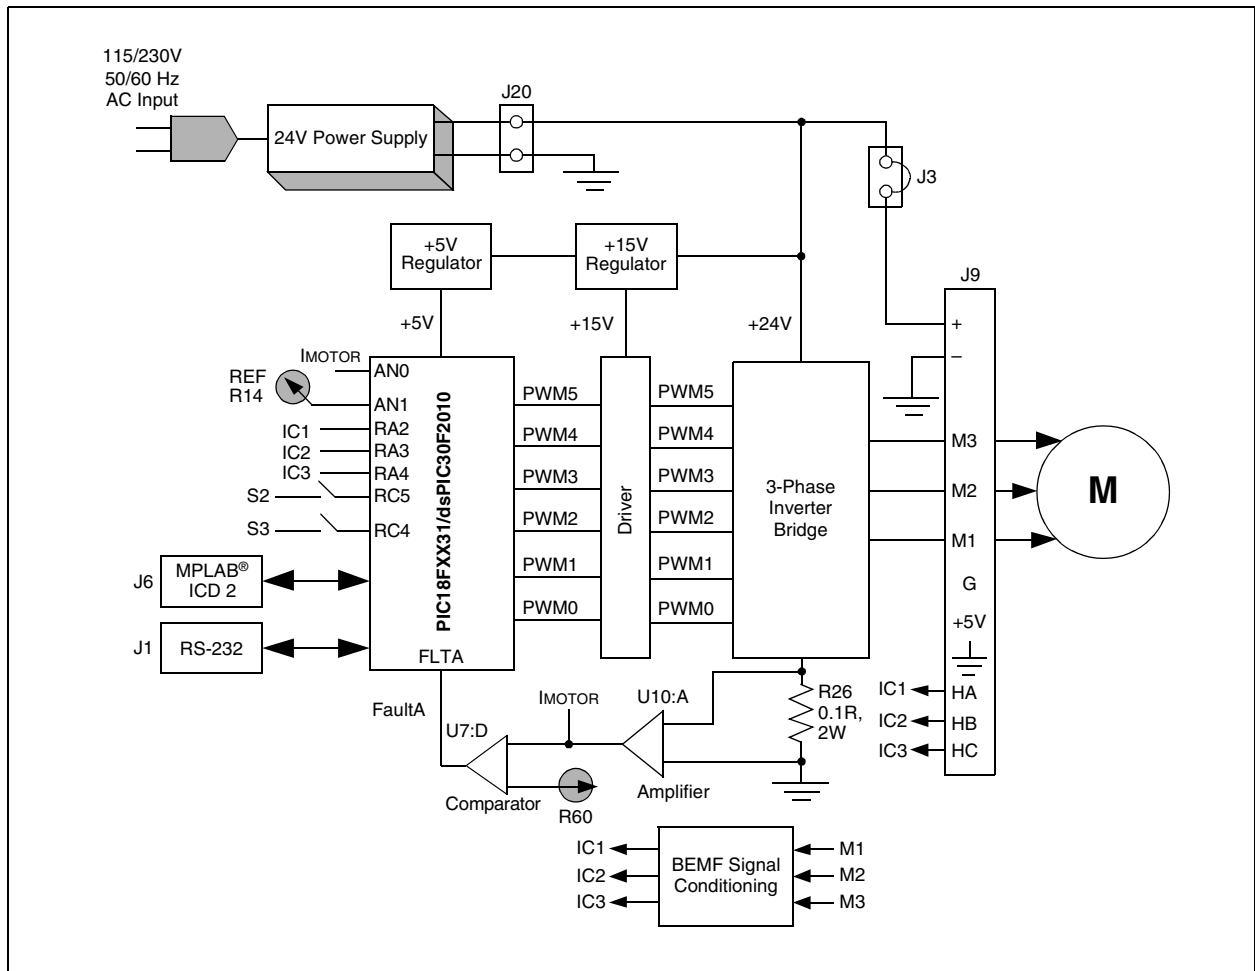 115/230V
50/60 Hz
AC Input
24V Power Supply
J20
J3
+5V
Regulator
+15V
Regulator
J9
+5V
+15V
+24V
+
–
IMOTOR
REF
R14
IC1
IC2
IC3
S2
S3
AN0
AN1
RA2
RA3
RA4
RC5
RC4
PIC18FXX31/dsPIC30F2010
FLTA
PWM5
PWM4
PWM3
PWM2
PWM1
PWM0
Driver
PWM5
PWM4
PWM3
PWM2
PWM1
PWM0
3-Phase
Inverter
Bridge
M3
M2
M1
G
+5V
HA
HB
HC
M
IC1
IC2
IC3
J6
MPLAB®
ICD 2
J1
RS-232
FaultA
U7:D
Comparator
IMOTOR
R60
U10:A
Amplifier
R26
0.1R,
2W
IC1
IC2
IC3
BEMF Signal
Conditioning
M1
M2
M3